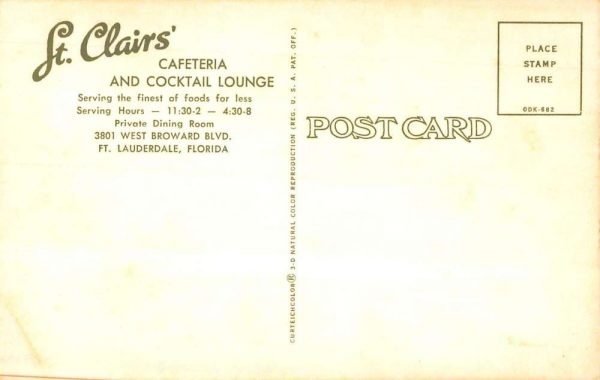 St. Clairs'
CAFETERIA
AND COCKTAIL LOUNGE
Serving the finest of foods for less
Serving Hours — 11:30-2 — 4:30-8
Private Dining Room
3801 WEST BROWARD BLVD.
FT. LAUDERDALE, FLORIDA
CURTEICHCOLOR® 3-D NATURAL COLOR REPRODUCTION (REG. U. S. A. PAT. OFF.)
POST CARD
PLACE
STAMP
HERE
ODK-682